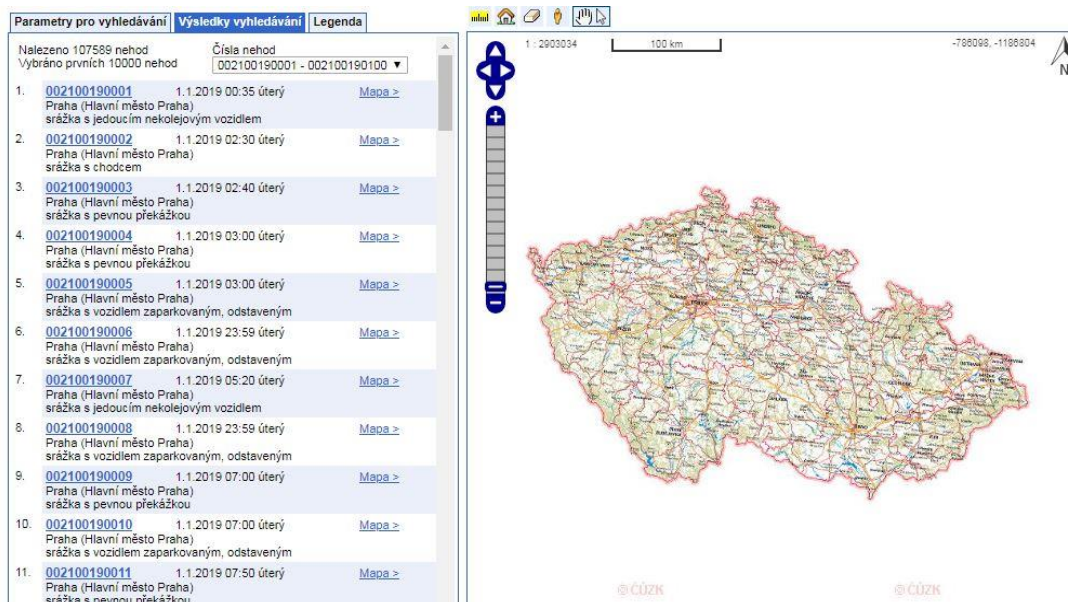 Parametry pro vyhledávání Výsledky vyhledávání Legenda
Nalezeno 107589 nehod
Vybráno prvních 10000 nehod
Čísla nehod
002100190001 - 002100190100
1. 002100190001 1.1.2019 00:35 úterý Mapa >
Praha (Hlavní město Praha)
srážka s jedoucím nekolejovým vozidlem
2. 002100190002 1.1.2019 02:30 úterý Mapa >
Praha (Hlavní město Praha)
srážka s chodcem
3. 002100190003 1.1.2019 02:40 úterý Mapa >
Praha (Hlavní město Praha)
srážka s pevnou překážkou
4. 002100190004 1.1.2019 03:00 úterý Mapa >
Praha (Hlavní město Praha)
srážka s pevnou překážkou
5. 002100190005 1.1.2019 03:00 úterý Mapa >
Praha (Hlavní město Praha)
srážka s vozidlem zaparkovaným, odstaveným
6. 002100190006 1.1.2019 23:59 úterý Mapa >
Praha (Hlavní město Praha)
srážka s vozidlem zaparkovaným, odstaveným
7. 002100190007 1.1.2019 05:20 úterý Mapa >
Praha (Hlavní město Praha)
srážka s jedoucím nekolejovým vozidlem
8. 002100190008 1.1.2019 23:59 úterý Mapa >
Praha (Hlavní město Praha)
srážka s vozidlem zaparkovaným, odstaveným
9. 002100190009 1.1.2019 07:00 úterý Mapa >
Praha (Hlavní město Praha)
srážka s pevnou překážkou
10. 002100190010 1.1.2019 07:00 úterý Mapa >
Praha (Hlavní město Praha)
srážka s vozidlem zaparkovaným, odstaveným
11. 002100190011 1.1.2019 07:50 úterý Mapa >
Praha (Hlavní město Praha)
srážka s pevnou překážkou
1 : 2903034 100 km -786098, -1186804
N
© ČÚZK © ČÚZK